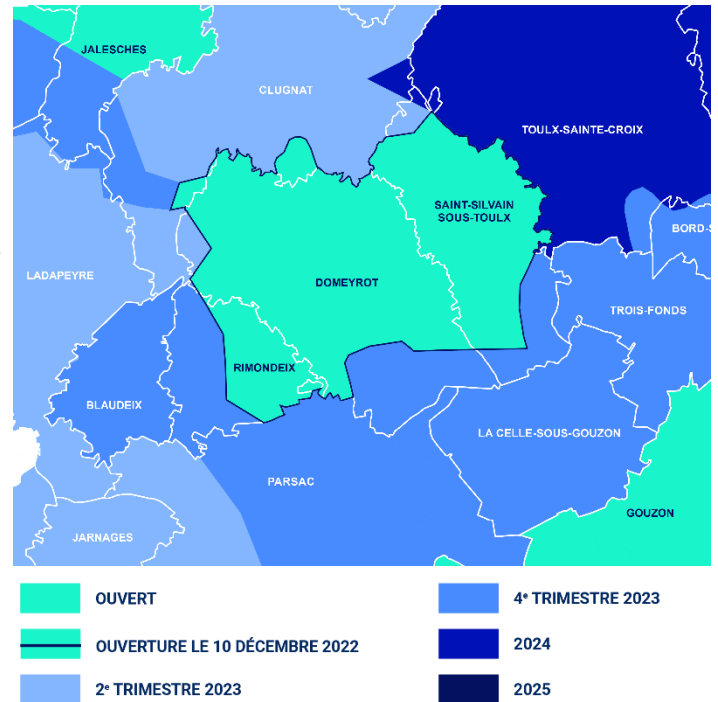 JALESCHES
CLUGNAT
TOULX-SAINTE-CROIX
SAINT-SILVAIN
SOUS-TOULX
BORD-S
LADAPEYRE
DOMEYROT
TROIS-FONDS
RIMONDEIX
BLAUDEIX
LA CELLE-SOUS-GOUZON
PARSAC
GOUZON
JARNAGES
OUVERT
4e TRIMESTRE 2023
OUVERTURE LE 10 DÉCEMBRE 2022
2024
2e TRIMESTRE 2023
2025